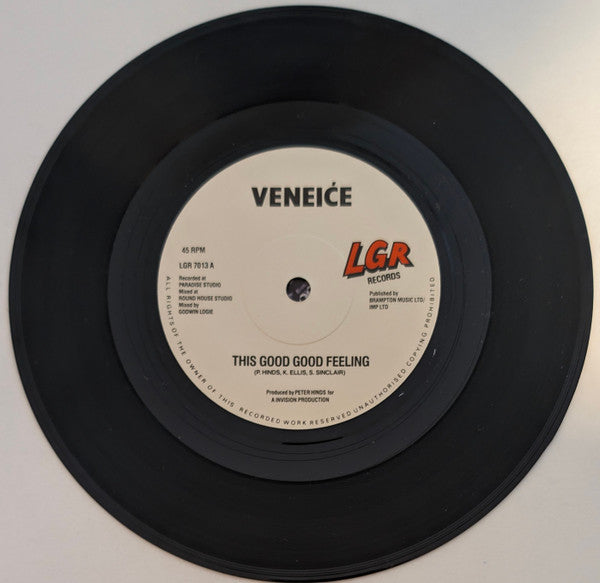 VENEIĆE
45 RPM
LGR 7013 A
Recorded at
PARADISE STUDIO
Mixed at
ROUND HOUSE STUDIO
Mixed by
GODWIN LOGIE
LGR
RECORDS
Published by
BRAMPTON MUSIC LTD/
IMP LTD
THIS GOOD GOOD FEELING
(P. HINDS, K. ELLIS, S. SINCLAIR)
Produced by PETER HINDS for
A INVISION PRODUCTION
ALL RIGHTS OF THE OWNER OF THIS RECORDED WORK RESERVED UNAUTHORISED COPYING PROHIBITED